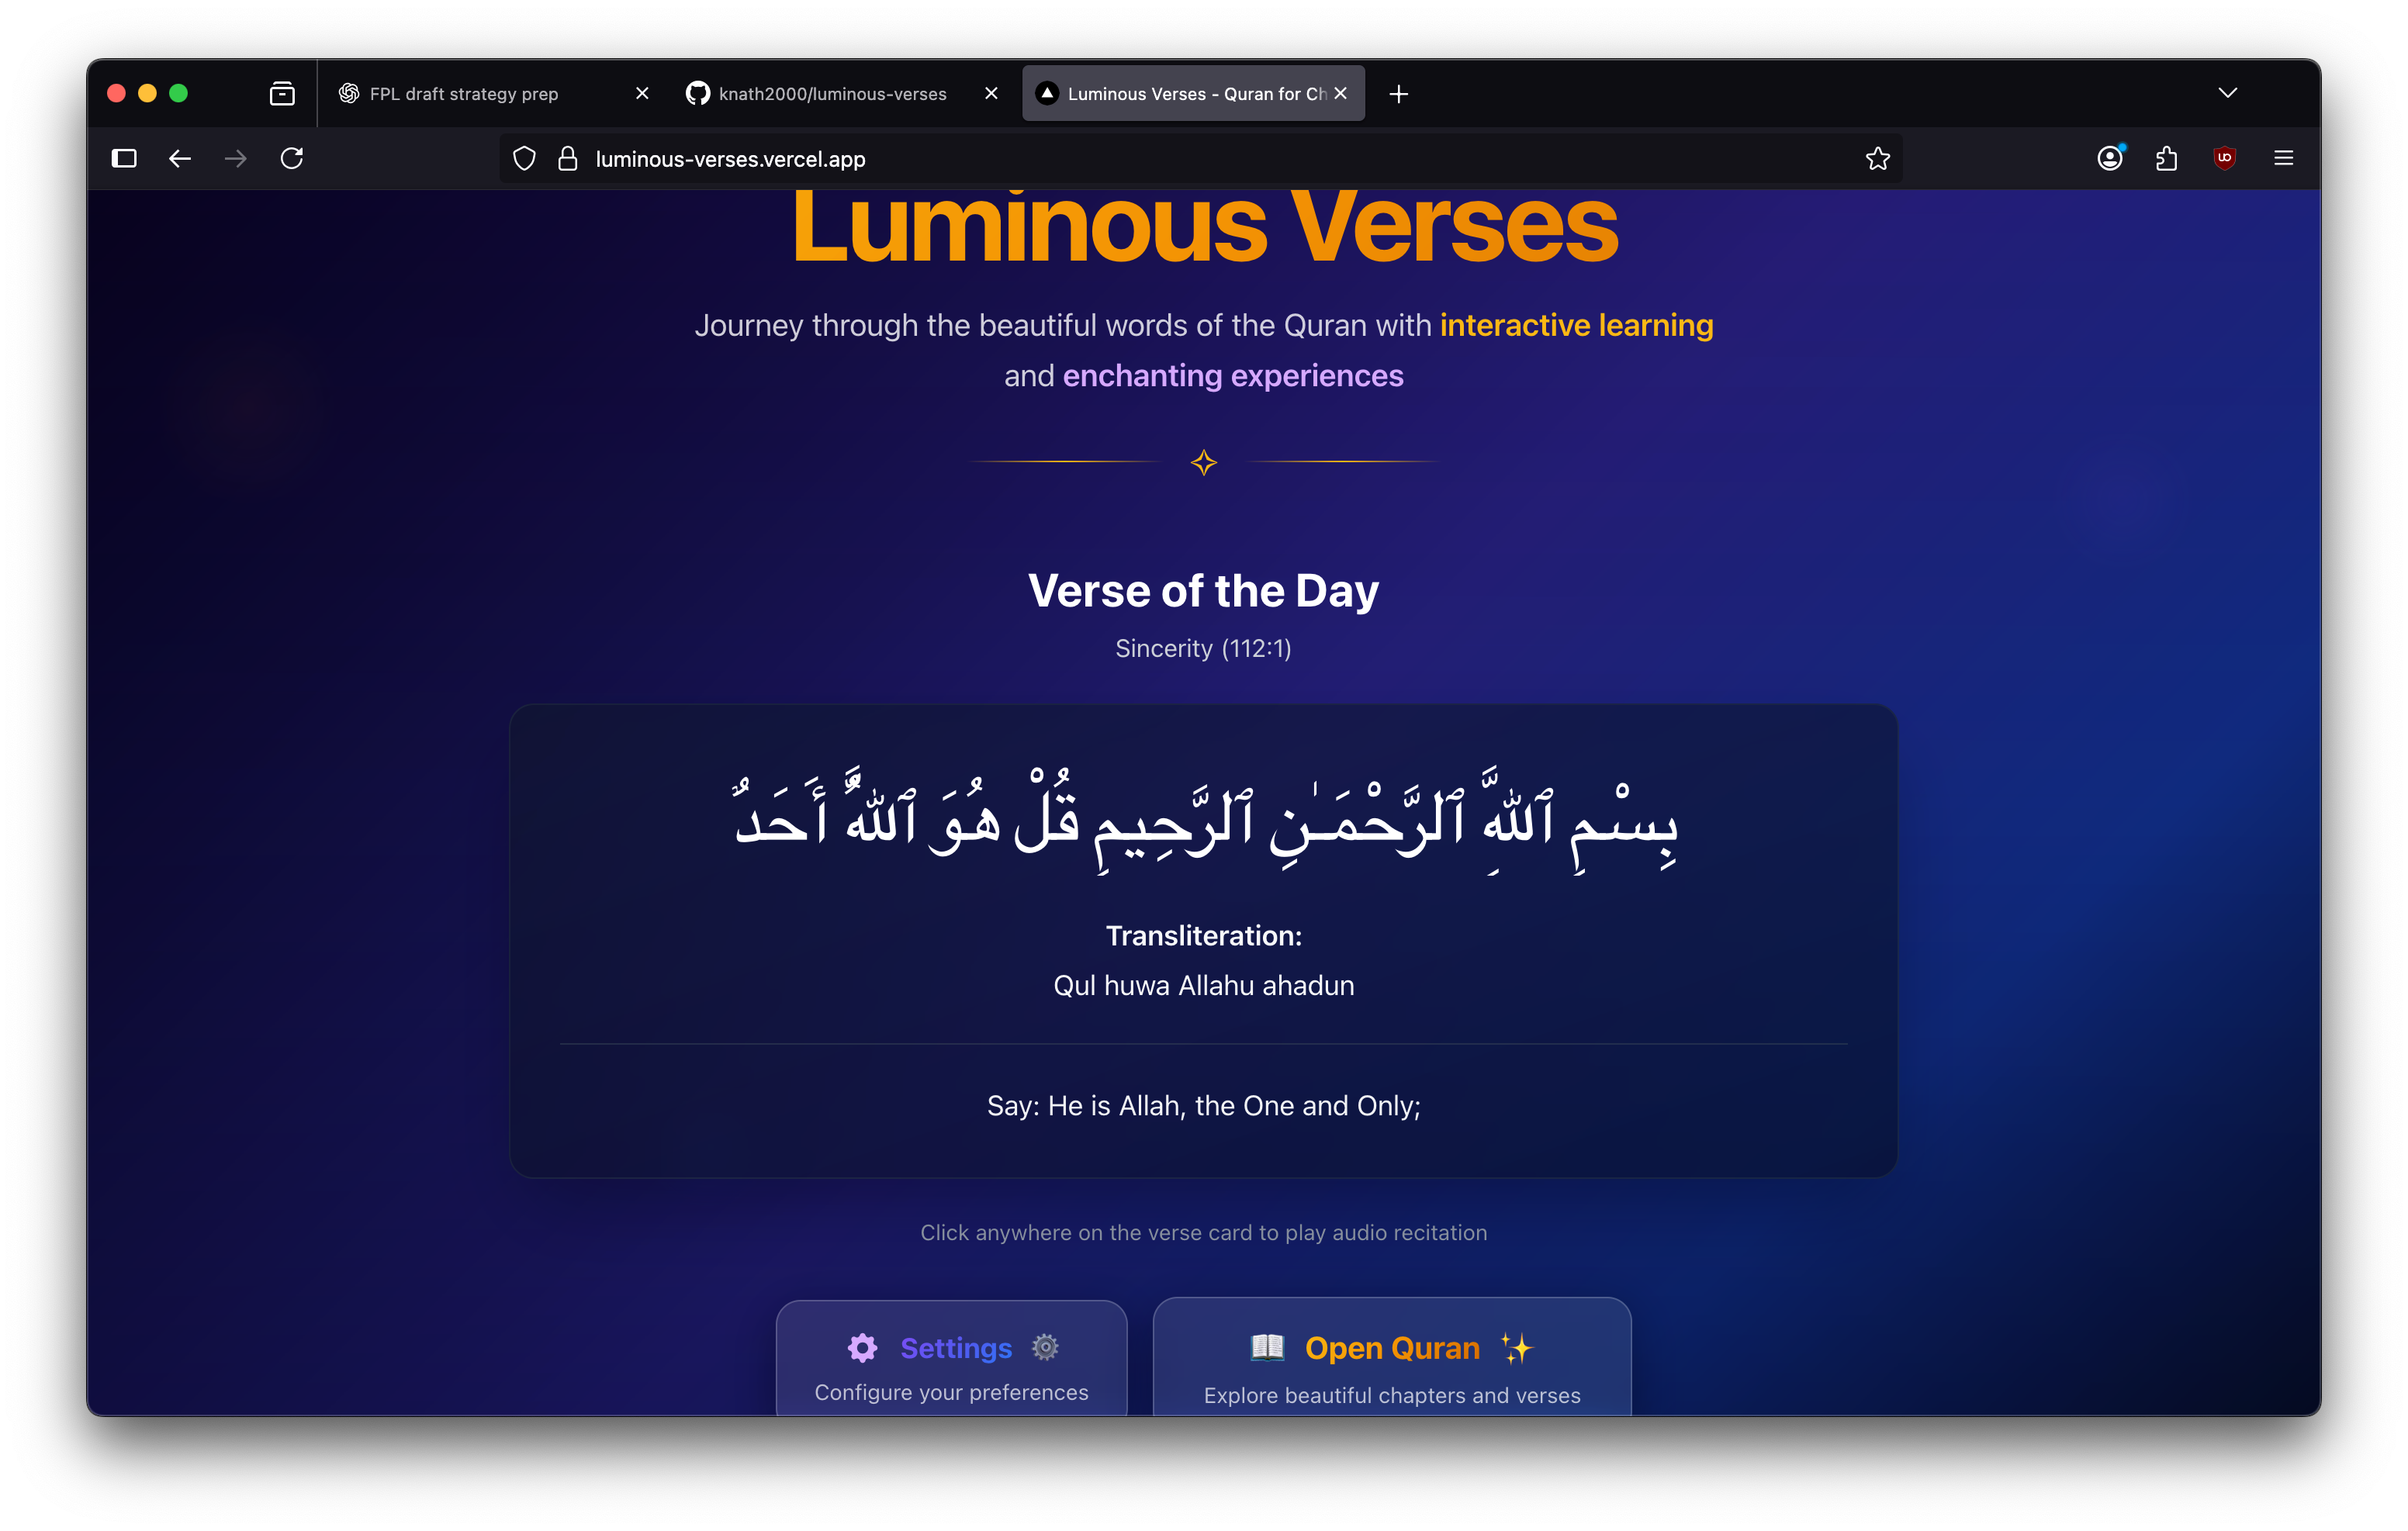 FPL draft strategy prep
knath2000/luminous-verses
Luminous Verses - Quran for Ch
luminous-verses.vercel.app
Luminous Verses
Journey through the beautiful words of the Quran with interactive learning
and enchanting experiences
Verse of the Day
Sincerity (112:1)
بِسْمِ ٱللَّهِ ٱلرَّحْمَـٰنِ ٱلرَّحِيمِ قُلْ هُوَ ٱللَّهُ أَحَدٌ
Transliteration:
Qul huwa Allahu ahadun
Say: He is Allah, the One and Only;
Click anywhere on the verse card to play audio recitation
Settings
Configure your preferences
Open Quran
Explore beautiful chapters and verses